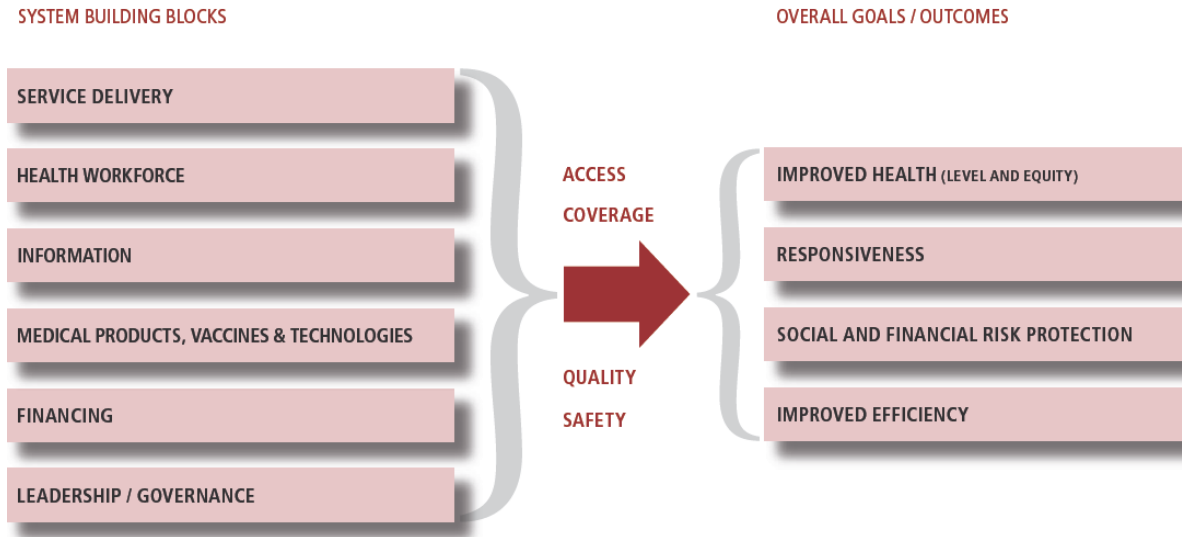 SYSTEM BUILDING BLOCKS
OVERALL GOALS / OUTCOMES
SERVICE DELIVERY
HEALTH WORKFORCE
INFORMATION
MEDICAL PRODUCTS, VACCINES & TECHNOLOGIES
FINANCING
LEADERSHIP / GOVERNANCE
ACCESS
COVERAGE
QUALITY
SAFETY
IMPROVED HEALTH (LEVEL AND EQUITY)
RESPONSIVENESS
SOCIAL AND FINANCIAL RISK PROTECTION
IMPROVED EFFICIENCY